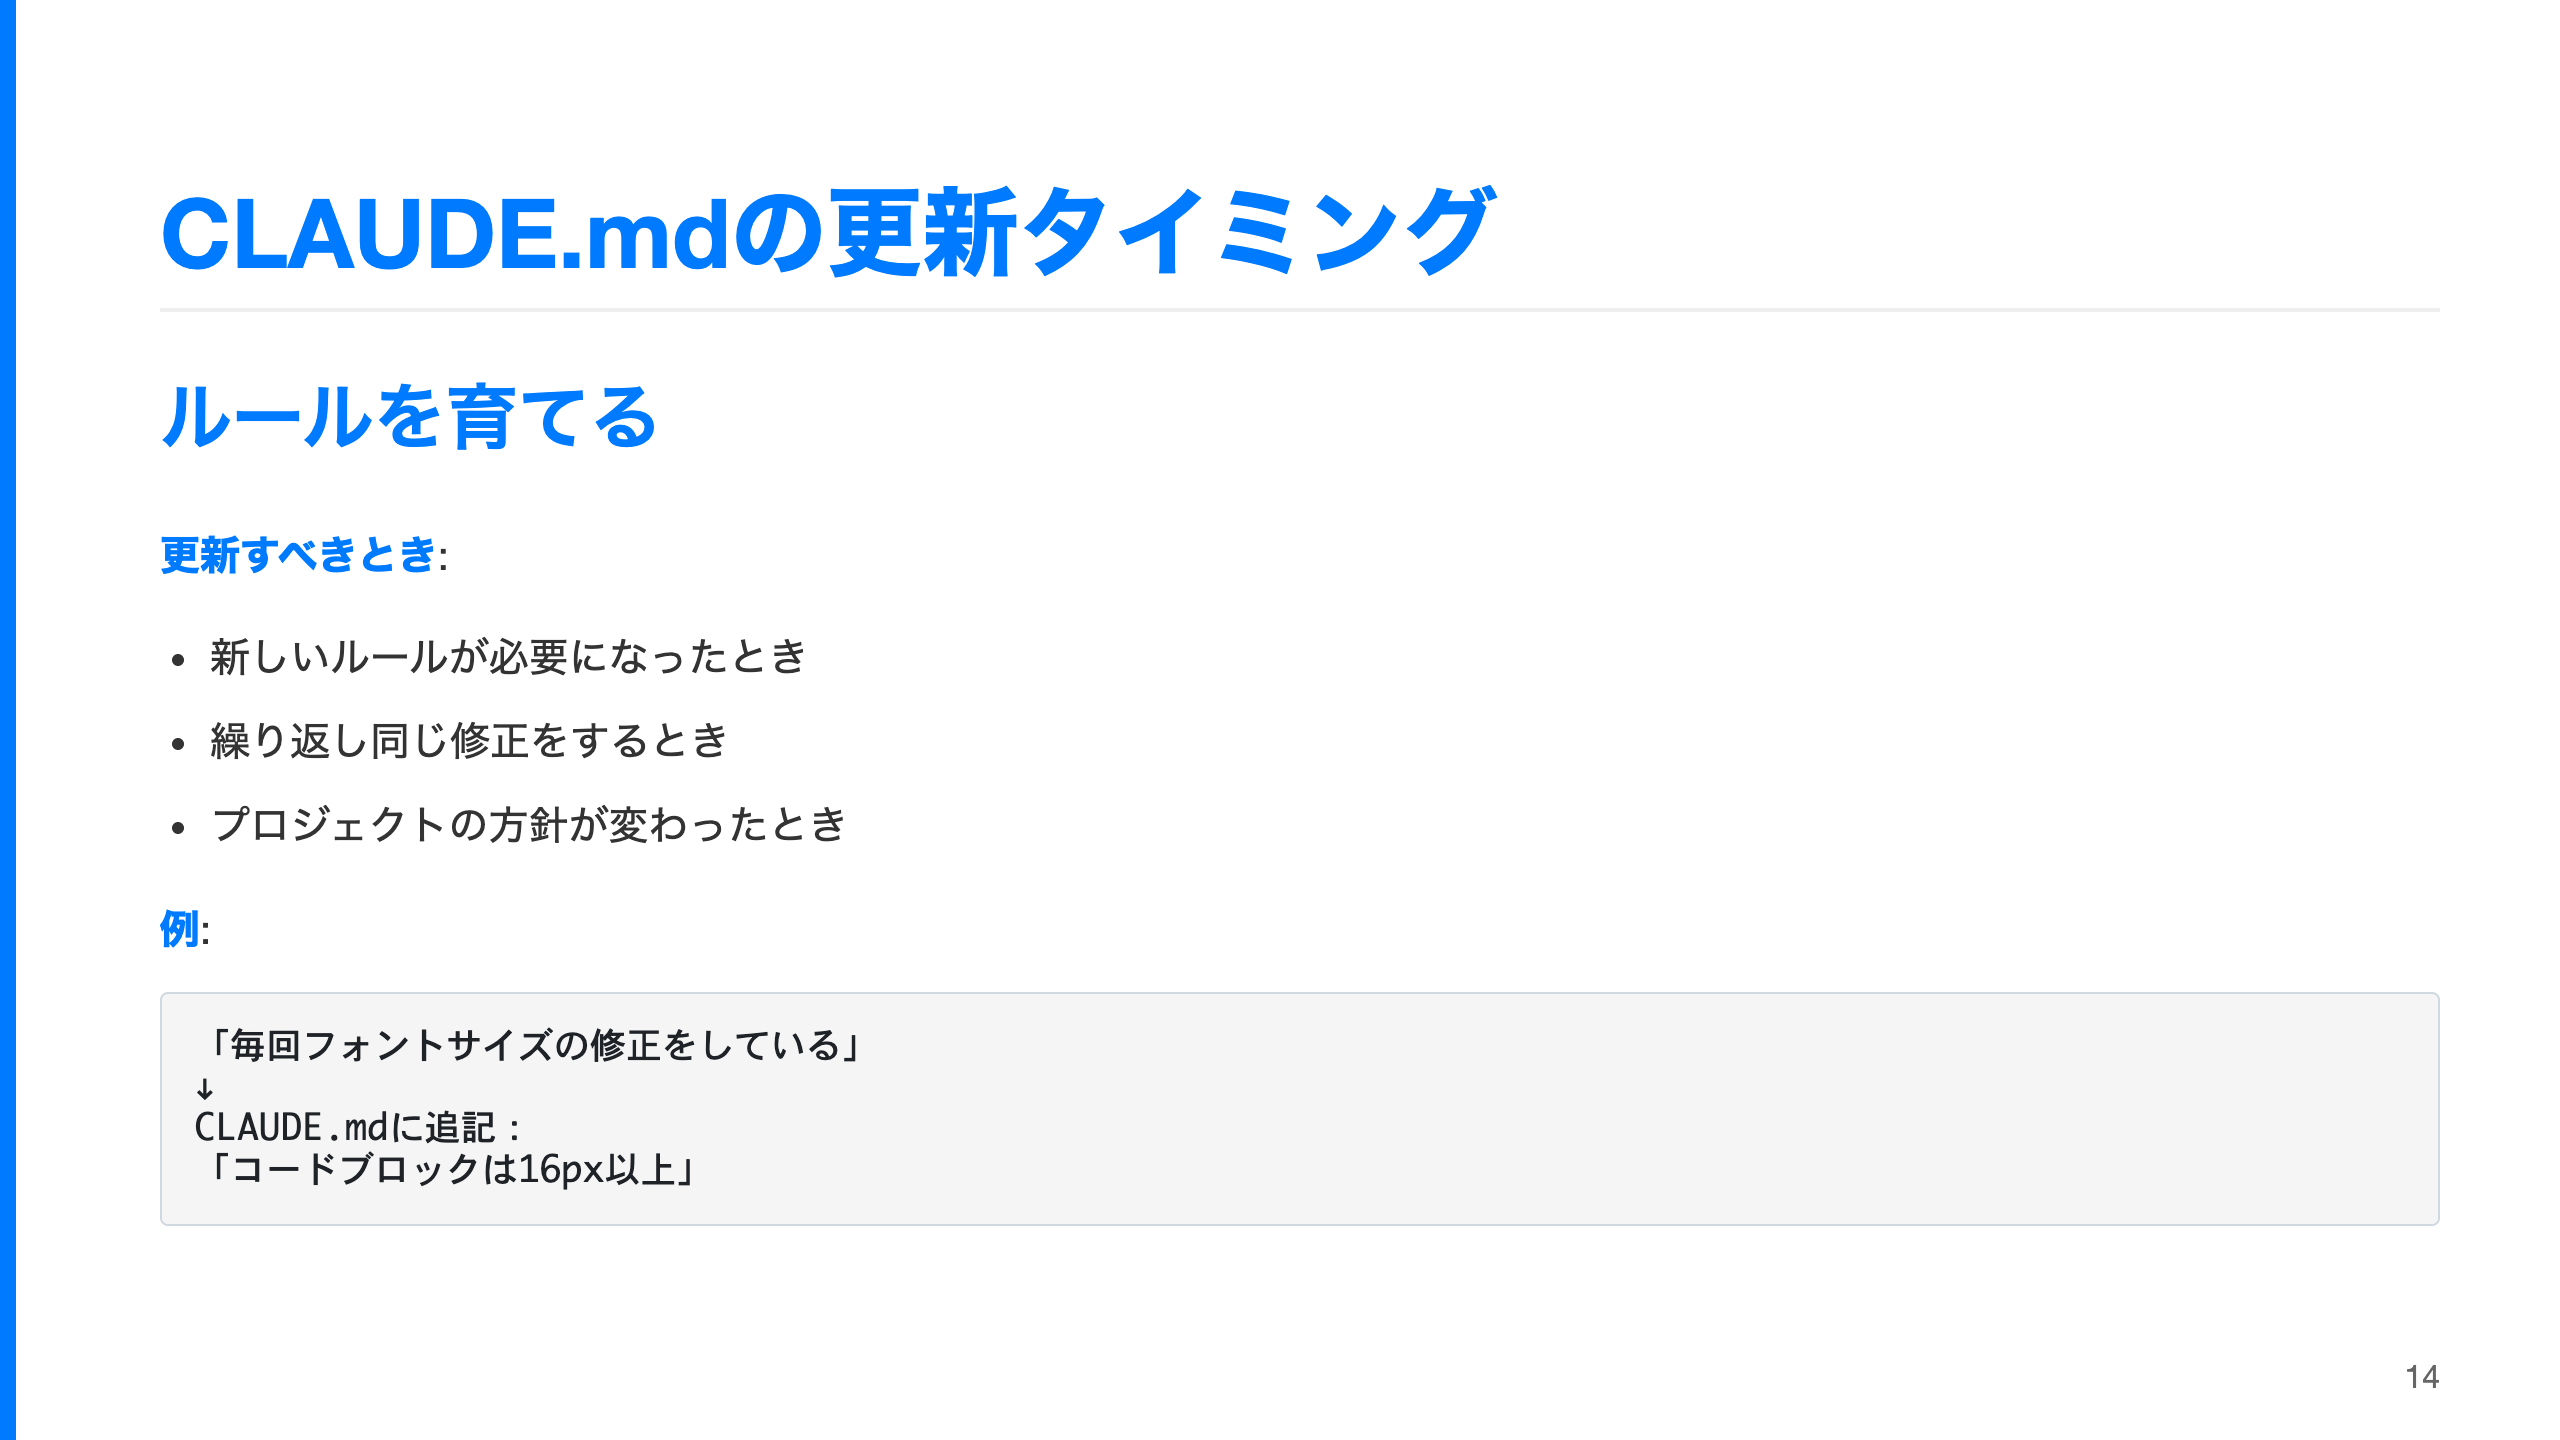 CLAUDE.mdの更新タイミング
ルールを育てる
更新すべきとき:
• 新しいルールが必要になったとき
• 繰り返し同じ修正をするとき
• プロジェクトの方針が変わったとき
例:
「毎回フォントサイズの修正をしている」
↓
CLAUDE.mdに追記：
「コードブロックは16px以上」
14